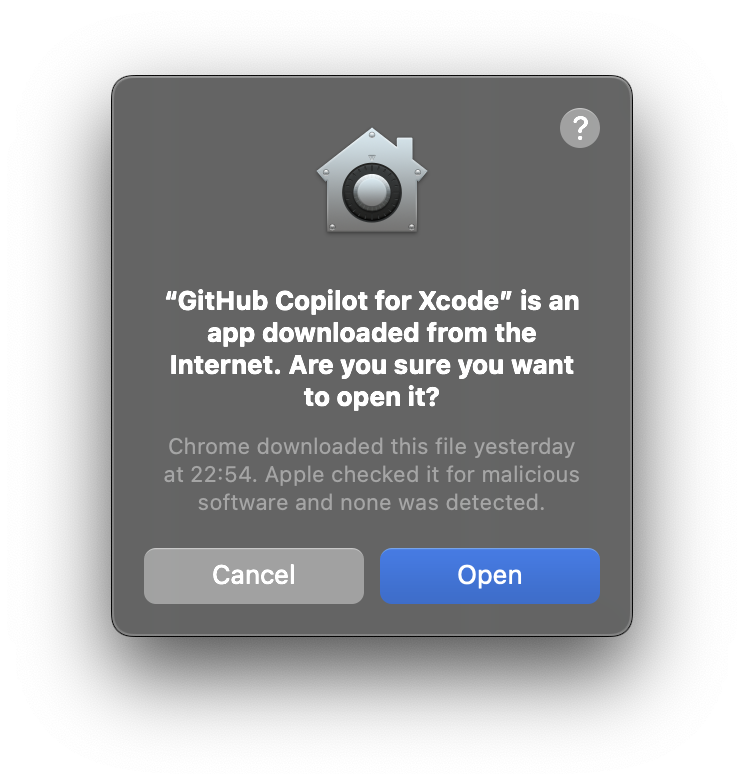 ?
“GitHub Copilot for Xcode” is an
app downloaded from the
Internet. Are you sure you want
to open it?
Chrome downloaded this file yesterday
at 22:54. Apple checked it for malicious
software and none was detected.
Cancel
Open